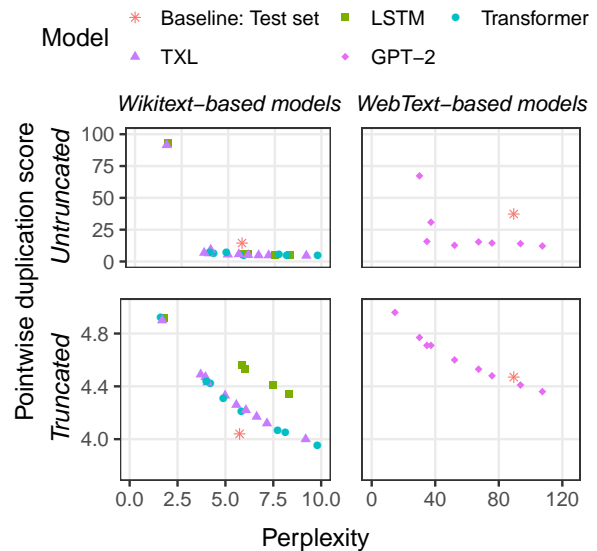 Model
Baseline: Test set
LSTM
Transformer
TXL
GPT−2
Wikitext−based models
WebText−based models
Pointwise duplication score
Untruncated
100
75
50
25
0
Truncated
4.8
4.4
4.0
0.0 2.5 5.0 7.5 10.0
0 40 80 120
Perplexity